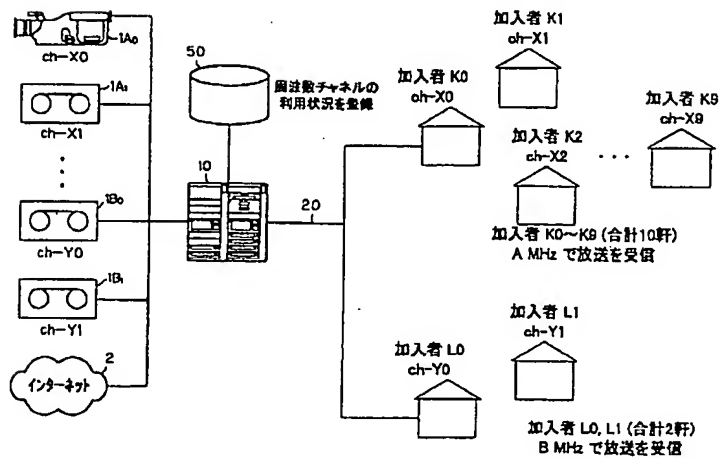 1A₀
ch-X0
1A₁
ch-X1
1B₀
ch-Y0
1B₁
ch-Y1
2
インターネット
50
周波数チャネルの
利用状況を登録
10
20
加入者 K0
ch-X0
加入者 K1
ch-X1
加入者 K2
ch-X2
加入者 K9
ch-X9
加入者 K0～K9 (合計10軒)
A MHz で放送を受信
加入者 L0
ch-Y0
加入者 L1
ch-Y1
加入者 L0, L1 (合計2軒)
B MHz で放送を受信